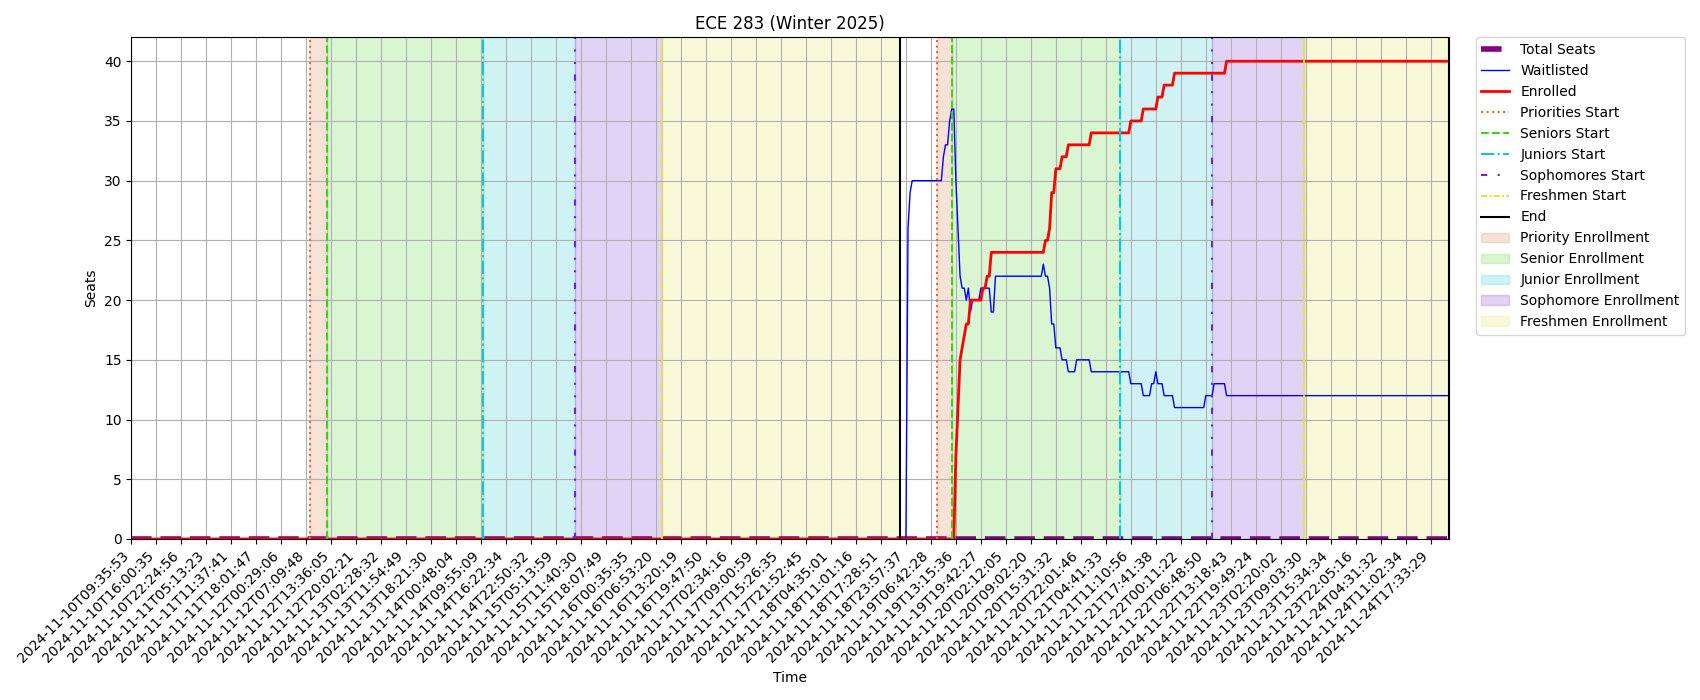 ECE 283 (Winter 2025)
Seats
40
35
30
25
20
15
10
5
0
2024-11-10T09:35:53
2024-11-10T16:00:35
2024-11-10T22:24:56
2024-11-11T05:13:23
2024-11-11T11:37:41
2024-11-11T18:01:47
2024-11-12T00:29:06
2024-11-12T07:09:48
2024-11-12T13:36:05
2024-11-12T20:02:21
2024-11-13T02:28:32
2024-11-13T11:54:49
2024-11-13T18:21:30
2024-11-14T00:48:04
2024-11-14T09:55:09
2024-11-14T16:22:34
2024-11-14T22:50:32
2024-11-15T05:13:59
2024-11-15T11:40:30
2024-11-15T18:07:49
2024-11-16T00:35:35
2024-11-16T06:53:20
2024-11-16T13:20:19
2024-11-16T19:47:50
2024-11-17T02:34:16
2024-11-17T09:00:59
2024-11-17T15:26:35
2024-11-17T21:52:45
2024-11-18T04:35:01
2024-11-18T11:01:16
2024-11-18T17:28:51
2024-11-18T23:57:37
2024-11-19T06:42:28
2024-11-19T13:15:36
2024-11-19T19:42:27
2024-11-20T02:12:05
2024-11-20T09:02:20
2024-11-20T15:31:32
2024-11-20T22:01:46
2024-11-21T04:41:33
2024-11-21T11:10:56
2024-11-21T17:41:38
2024-11-22T00:11:22
2024-11-22T06:48:50
2024-11-22T13:18:43
2024-11-22T19:49:24
2024-11-23T02:20:02
2024-11-23T09:03:30
2024-11-23T15:34:34
2024-11-23T22:05:16
2024-11-24T04:31:32
2024-11-24T11:02:34
2024-11-24T17:33:29
Time
Total Seats
Waitlisted
Enrolled
Priorities Start
Seniors Start
Juniors Start
Sophomores Start
Freshmen Start
End
Priority Enrollment
Senior Enrollment
Junior Enrollment
Sophomore Enrollment
Freshmen Enrollment